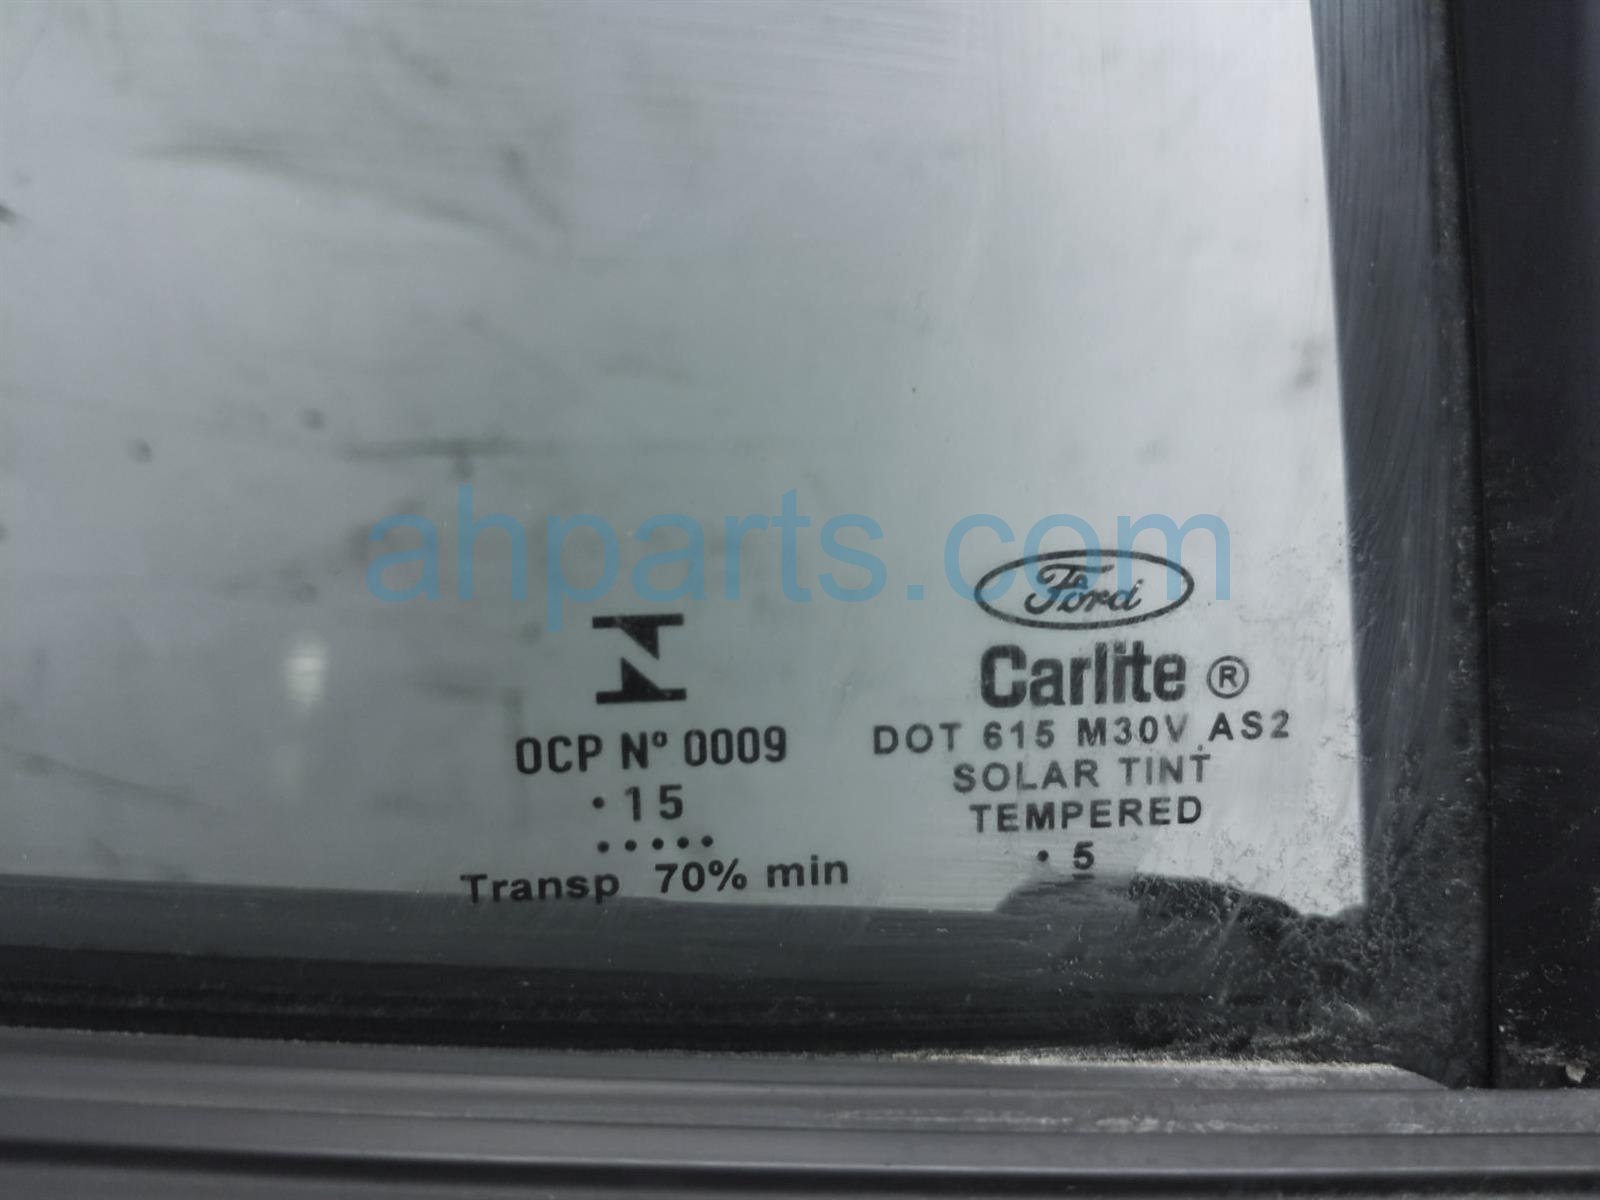 ahparts.com
Ford
Carlite ®
OCP Nº 0009
DOT 615 M30V AS2
· 15
SOLAR TINT
.....
TEMPERED
Transp 70% min
· 5